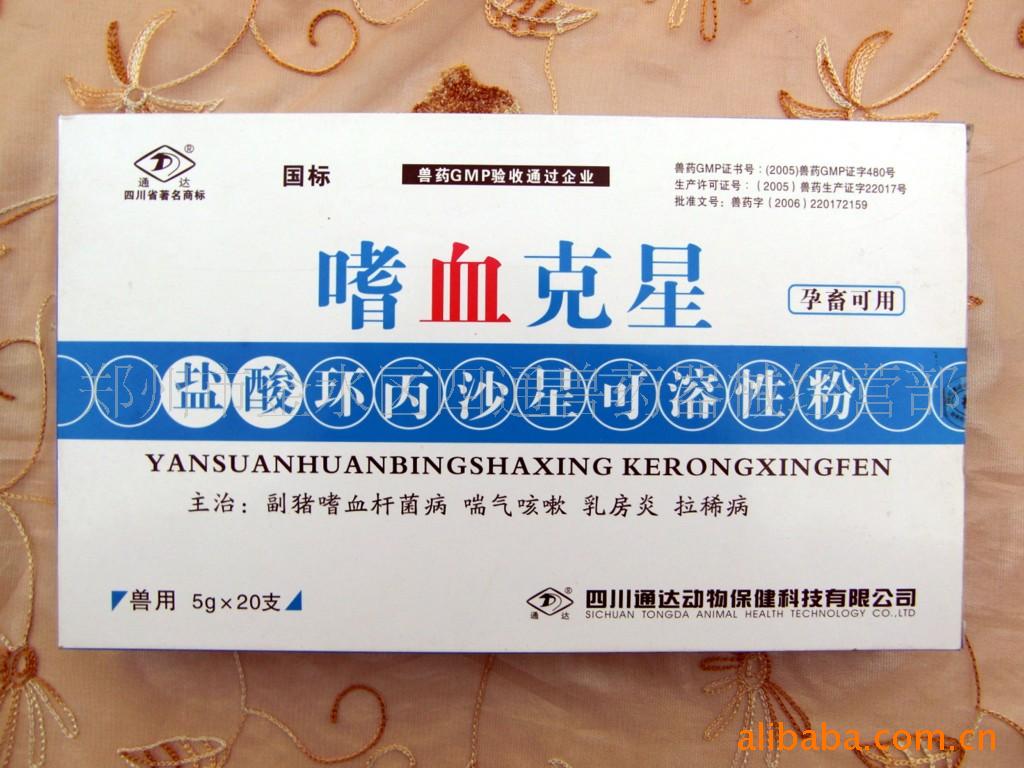 通达
四川省著名商标
国标
兽药GMP验收通过企业
兽药GMP证书号：(2005)兽药GMP证字480号
生产许可证号：（2005）兽药生产证字22017号
批准文号：兽药字（2006）220172159
嗜血克星
孕畜可用
盐酸环丙沙星可溶性粉
YANSUANHUANBINGSHAXING KERONGXINGFEN
主治：副猪嗜血杆菌病 喘气咳嗽 乳房炎 拉稀病
兽用 5g×20支
通达
四川通达动物保健科技有限公司
SICHUAN TONGDA ANIMAL HEALTH TECHNOLOGY CO.,LTD
alibaba.com.cn